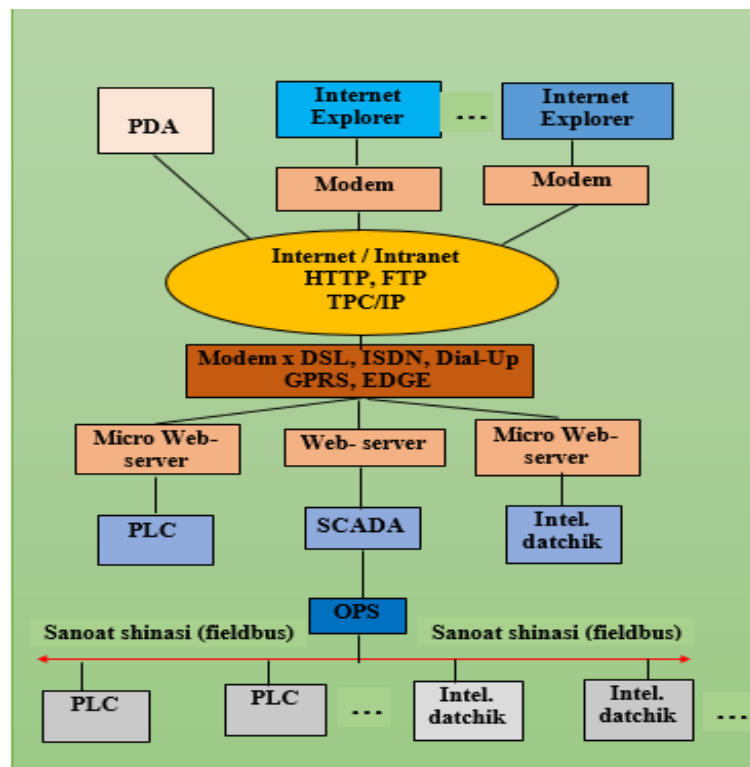 PDA
Internet
Explorer
...
Internet
Explorer
Modem
Modem
Internet / Intranet
HTTP, FTP
TPC/IP
Modem x DSL, ISDN, Dial-Up
GPRS, EDGE
Micro Web-
server
Web- server
Micro Web-
server
PLC
SCADA
Intel.
datchik
OPS
Sanoat shinasi (fieldbus)
Sanoat shinasi (fieldbus)
PLC
PLC
...
Intel.
datchik
Intel.
datchik
...